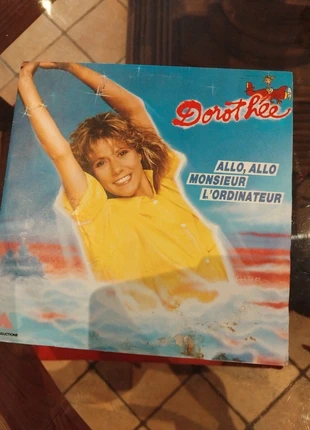 Dorothée
ALLO, ALLO
MONSIEUR
L'ORDINATEUR